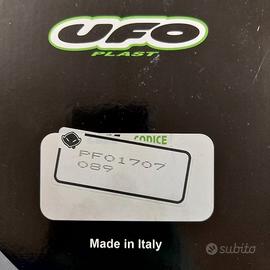 UFO
PLAST
CODICE
PF01707
089
Made in Italy
subito